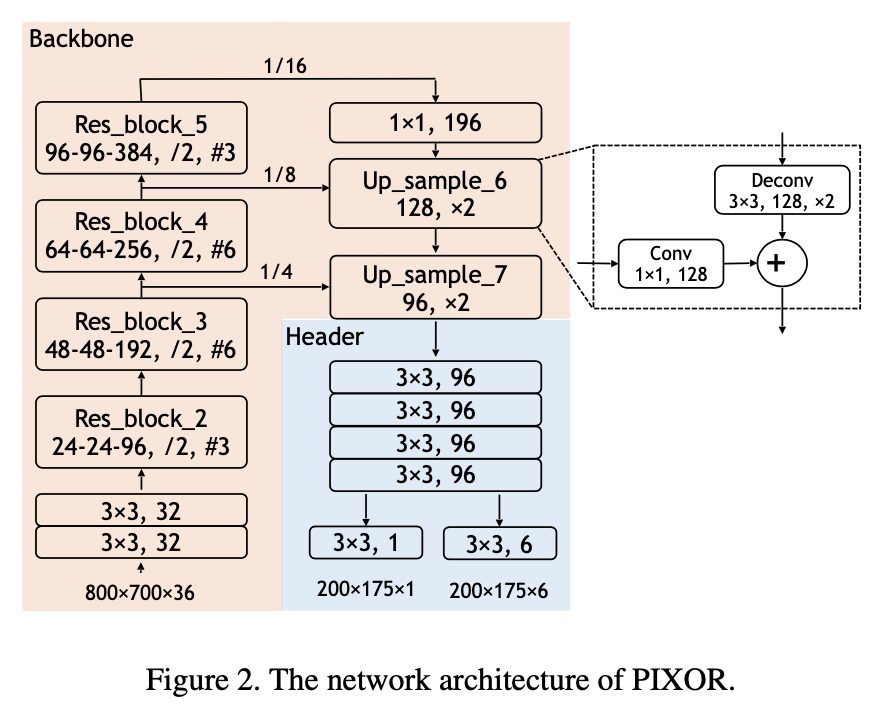 Backbone
1/16
Res_block_5
96-96-384, /2, #3
1×1, 196
1/8
Up_sample_6
128, ×2
Res_block_4
64-64-256, /2, #6
1/4
Up_sample_7
96, ×2
Res_block_3
48-48-192, /2, #6
Res_block_2
24-24-96, /2, #3
3×3, 32
3×3, 32
800×700×36
Header
3×3, 96
3×3, 96
3×3, 96
3×3, 96
3×3, 1
3×3, 6
200×175×1
200×175×6
Deconv
3×3, 128, ×2
Conv
1×1, 128
+
Figure 2. The network architecture of PIXOR.